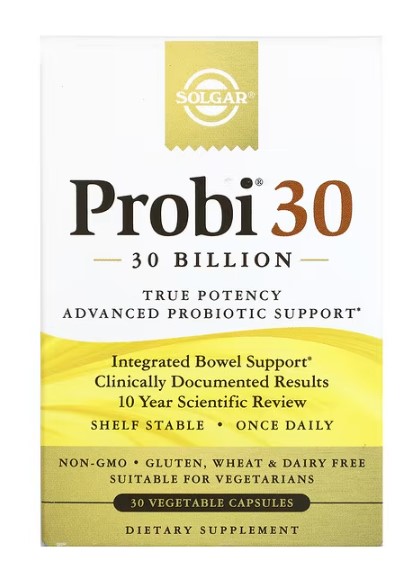 SOLGAR®
Probi® 30
30 BILLION
TRUE POTENCY
ADVANCED PROBIOTIC SUPPORT*
Integrated Bowel Support*
Clinically Documented Results
10 Year Scientific Review
SHELF STABLE • ONCE DAILY
NON-GMO • GLUTEN, WHEAT & DAIRY FREE
SUITABLE FOR VEGETARIANS
30 VEGETABLE CAPSULES
DIETARY SUPPLEMENT